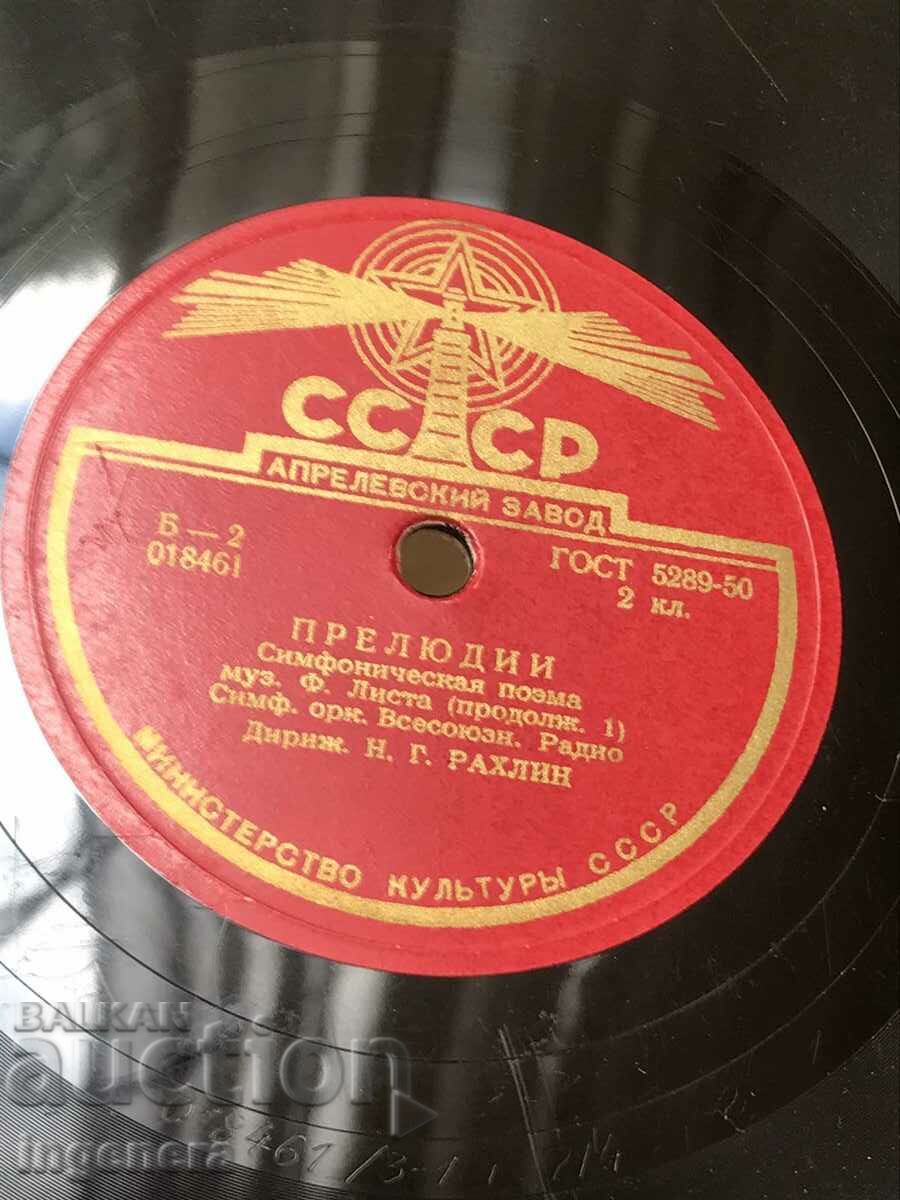 СССР
АПРЕЛЕВСКИЙ ЗАВОД
Б — 2
018461
ГОСТ 5289-50
2 кл.
ПРЕЛЮДИИ
Симфоническая поэма
муз. Ф. Листа (продолж. 1)
Симф. орк. Всесоюзн. Радио
Дириж. Н. Г. РАХЛИН
МИНИСТЕРСТВО КУЛЬТУРЫ СССР
BALKAN
auction
Ingenera